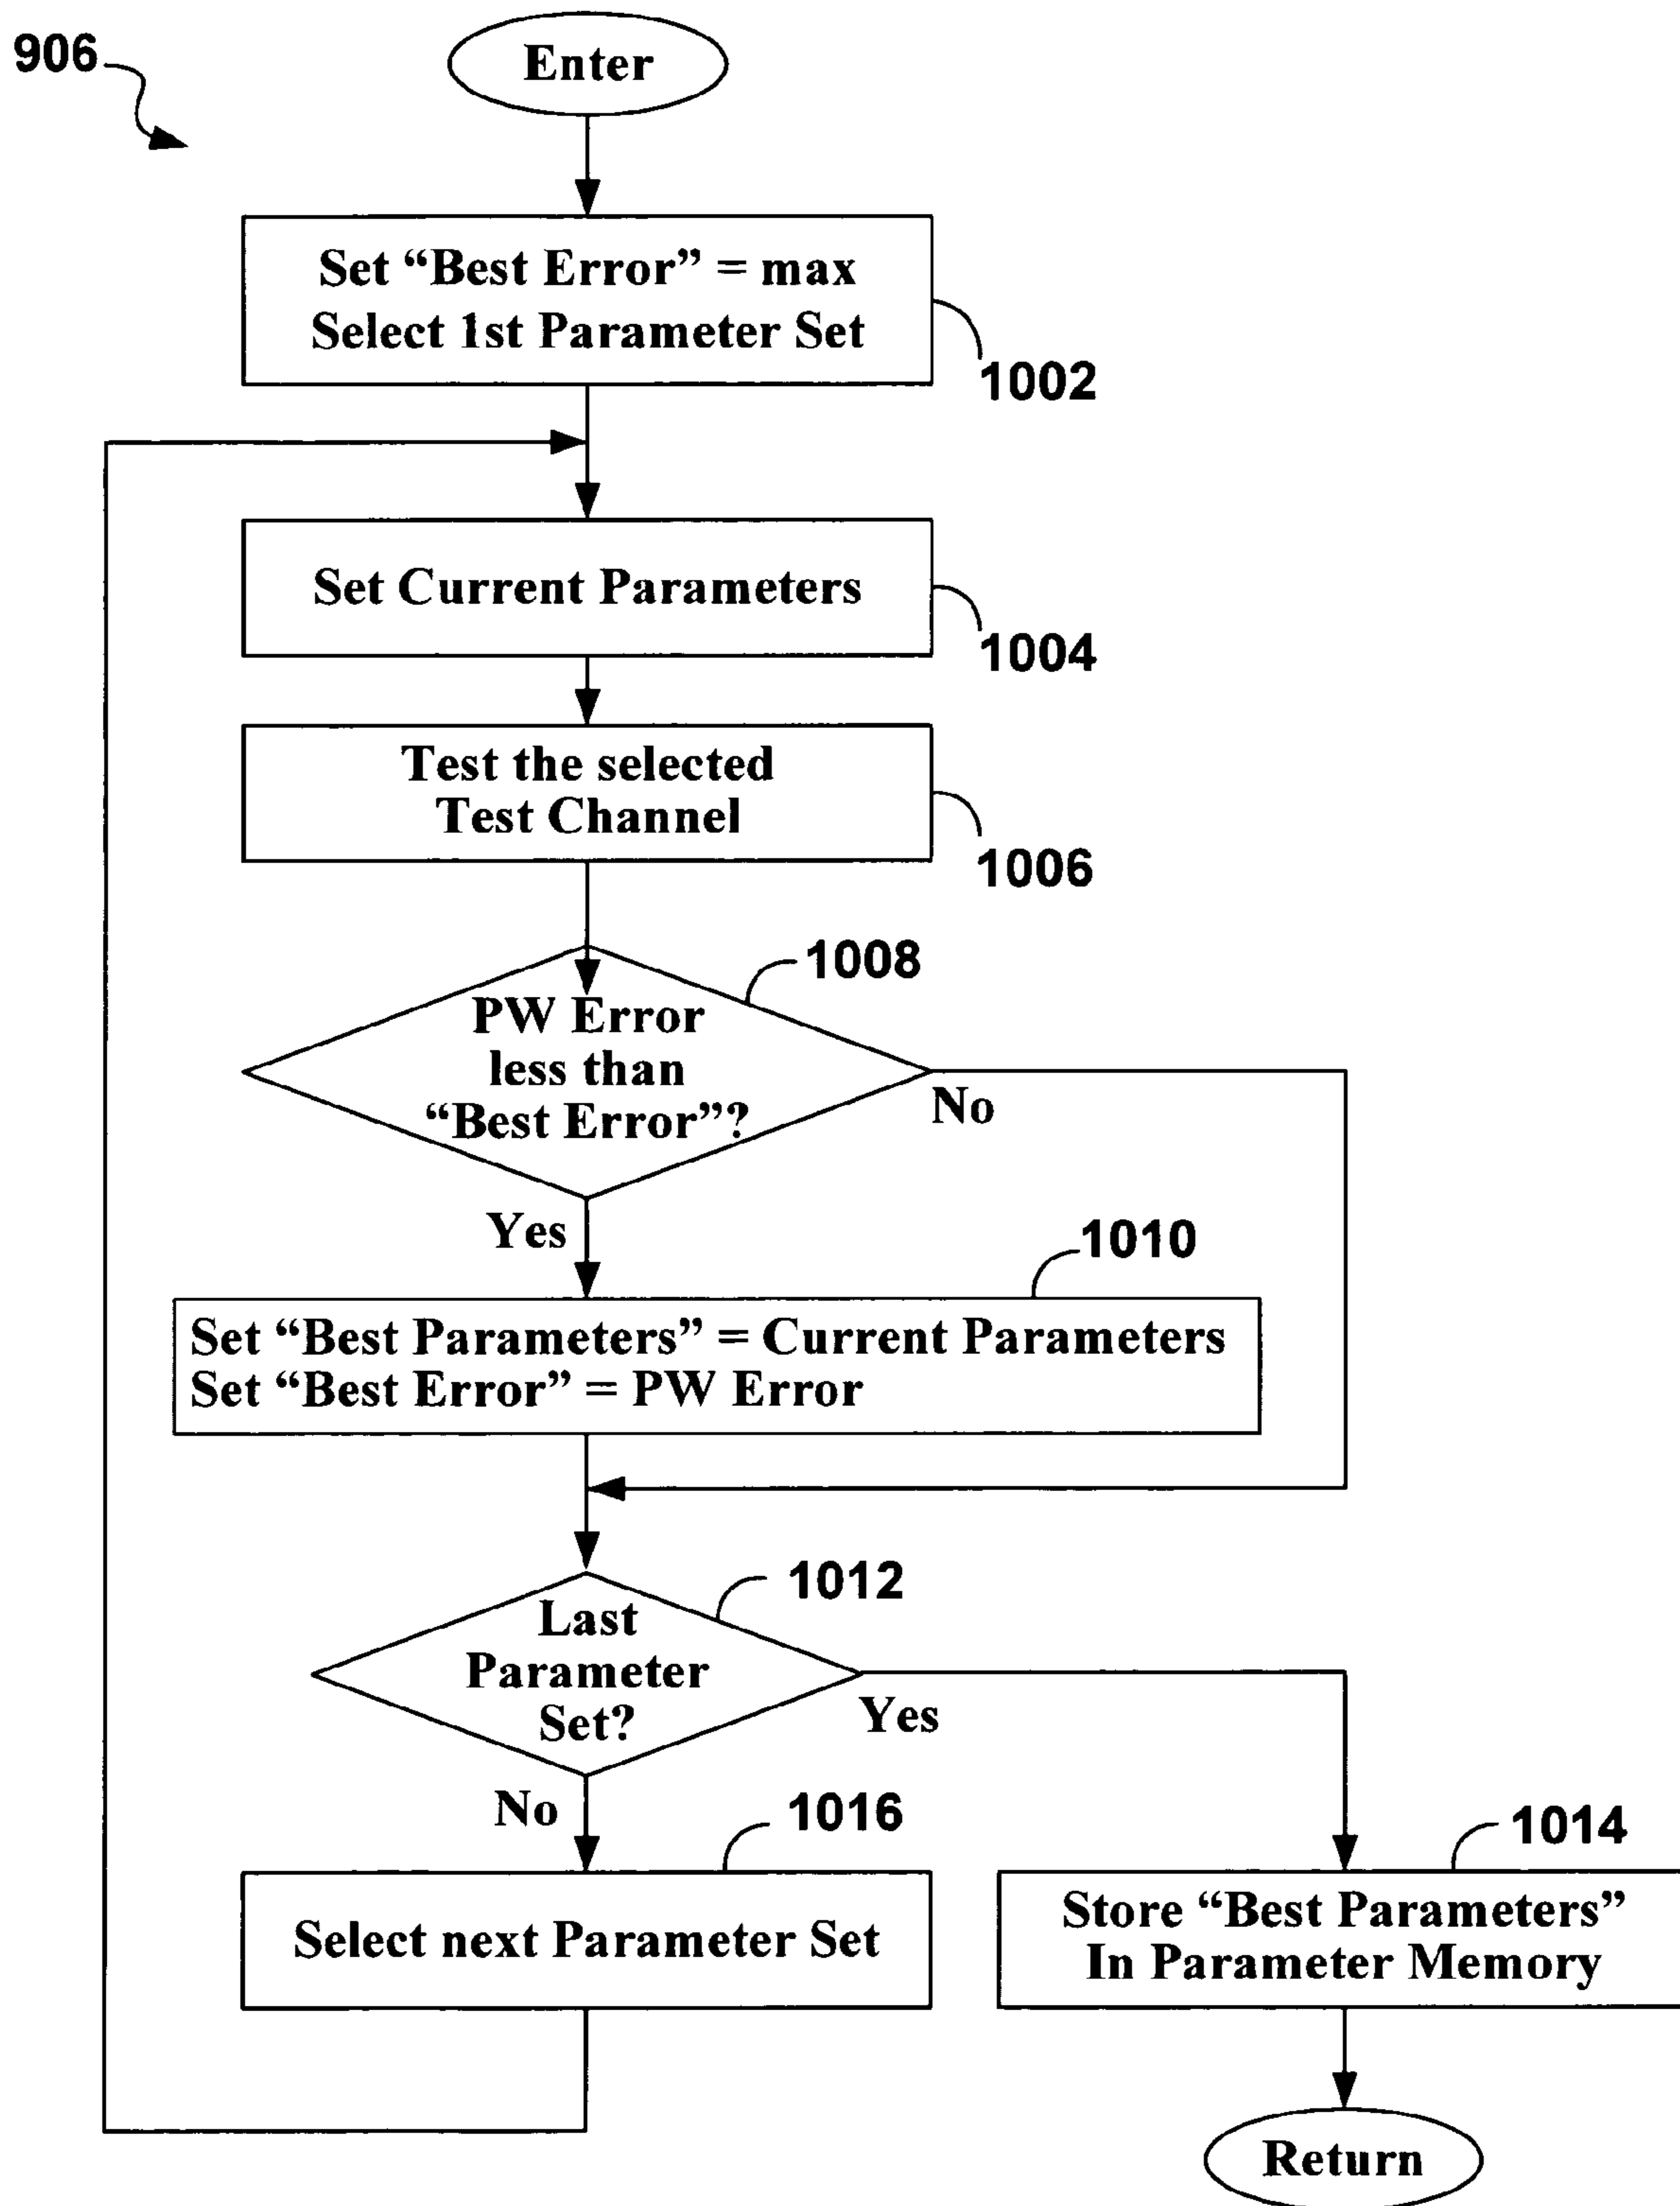 906
Enter
Set “Best Error” = max
Select 1st Parameter Set
1002
Set Current Parameters
1004
Test the selected
Test Channel
1006
1008
PW Error
less than
“Best Error”?
No
Yes
1010
Set “Best Parameters” = Current Parameters
Set “Best Error” = PW Error
1012
Last
Parameter
Set?
Yes
No
1016
1014
Select next Parameter Set
Store “Best Parameters”
In Parameter Memory
Return